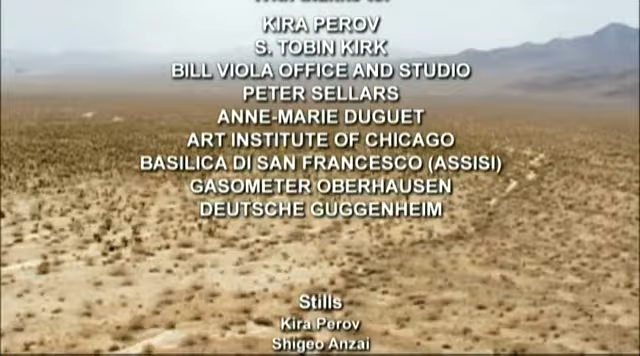 KIRA PEROV
S. TOBIN KIRK
BILL VIOLA OFFICE AND STUDIO
PETER SELLARS
ANNE-MARIE DUGUET
ART INSTITUTE OF CHICAGO
BASILICA DI SAN FRANCESCO (ASSISI)
GASOMETER OBERHAUSEN
DEUTSCHE GUGGENHEIM
Stills
Kira Perov
Shigeo Anzai